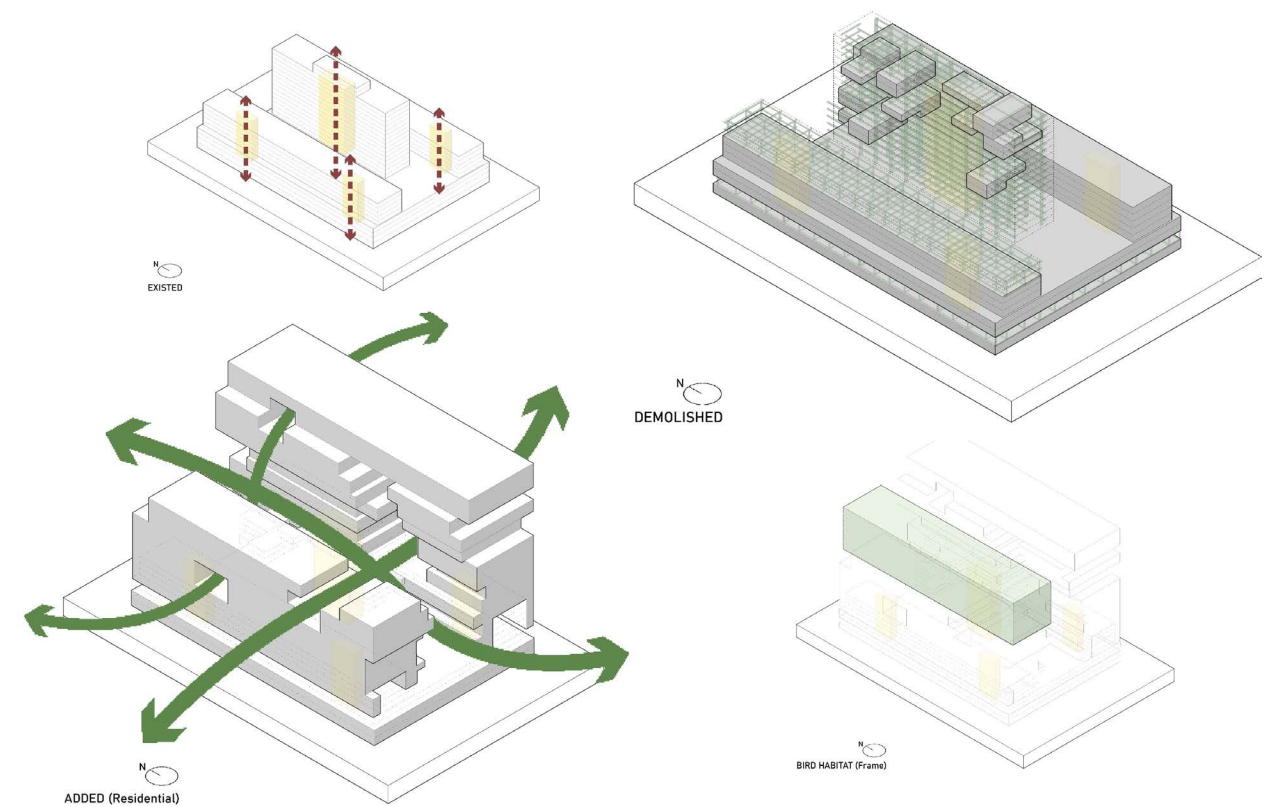 N
EXISTED
N
DEMOLISHED
N
ADDED (Residential)
N
BIRD HABITAT (Frame)